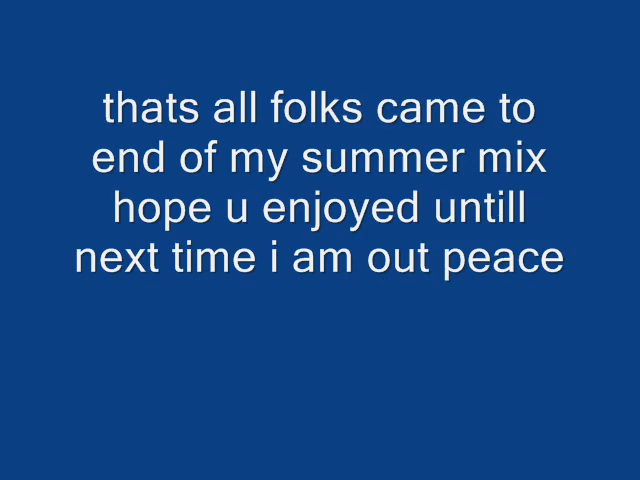 thats all folks came to
end of my summer mix
hope u enjoyed untill
next time i am out peace